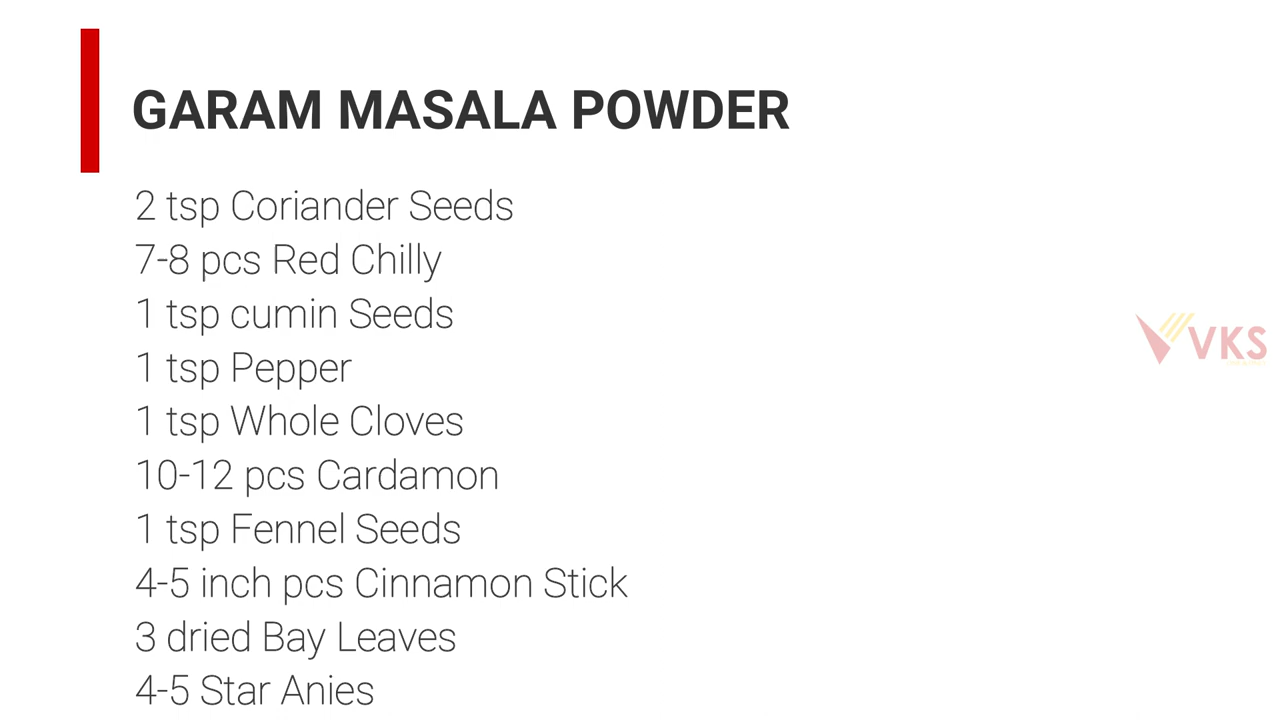 GARAM MASALA POWDER
2 tsp Coriander Seeds
7-8 pcs Red Chilly
1 tsp cumin Seeds
1 tsp Pepper
1 tsp Whole Cloves
10-12 pcs Cardamon
1 tsp Fennel Seeds
4-5 inch pcs Cinnamon Stick
3 dried Bay Leaves
4-5 Star Anies
VKS